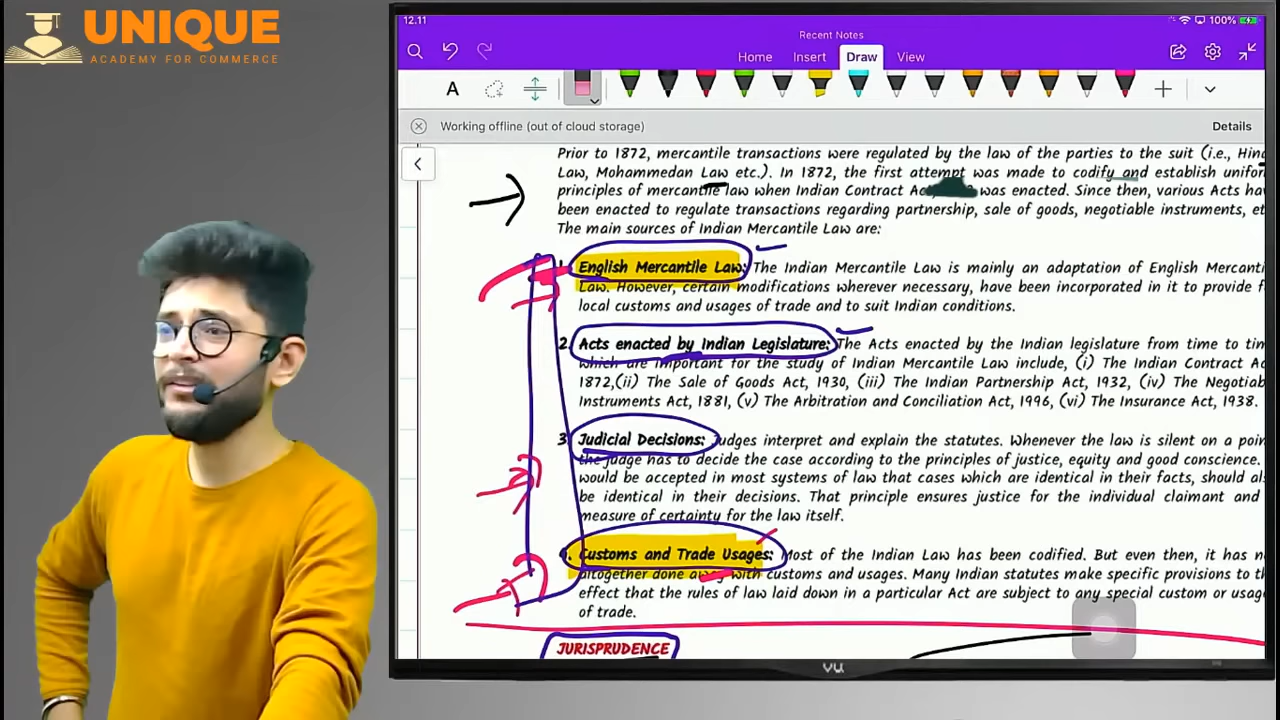 UNIQUE
ACADEMY FOR COMMERCE
12.11
100%
Recent Notes
Home Insert Draw View
A
Working offline (out of cloud storage)
Details
Prior to 1872, mercantile transactions were regulated by the law of the parties to the suit (i.e., Hind
Law, Mohammedan Law etc.). In 1872, the first attempt was made to codify and establish unifor
principles of mercantile law when Indian Contract Ac was enacted. Since then, various Acts hav
been enacted to regulate transactions regarding partnership, sale of goods, negotiable instruments, et
The main sources of Indian Mercantile Law are:
English Mercantile Law: The Indian Mercantile Law is mainly an adaptation of English Mercanti
Law. However, certain modifications wherever necessary, have been incorporated in it to provide f
local customs and usages of trade and to suit Indian conditions.
2. Acts enacted by Indian Legislature: The Acts enacted by the Indian legislature from time to tim
which are important for the study of Indian Mercantile Law include, (i) The Indian Contract Ac
1872,(ii) The Sale of Goods Act, 1930, (iii) The Indian Partnership Act, 1932, (iv) The Negotiab
Instruments Act, 1881, (v) The Arbitration and Conciliation Act, 1996, (vi) The Insurance Act, 1938.
3. Judicial Decisions: Judges interpret and explain the statutes. Whenever the law is silent on a poin
the judge has to decide the case according to the principles of justice, equity and good conscience.
would be accepted in most systems of law that cases which are identical in their facts, should als
be identical in their decisions. That principle ensures justice for the individual claimant and
measure of certainty for the law itself.
4. Customs and Trade Usages: Most of the Indian Law has been codified. But even then, it has n
altogether done away with customs and usages. Many Indian statutes make specific provisions to th
effect that the rules of law laid down in a particular Act are subject to any special custom or usag
of trade.
JURISPRUDENCE
VU